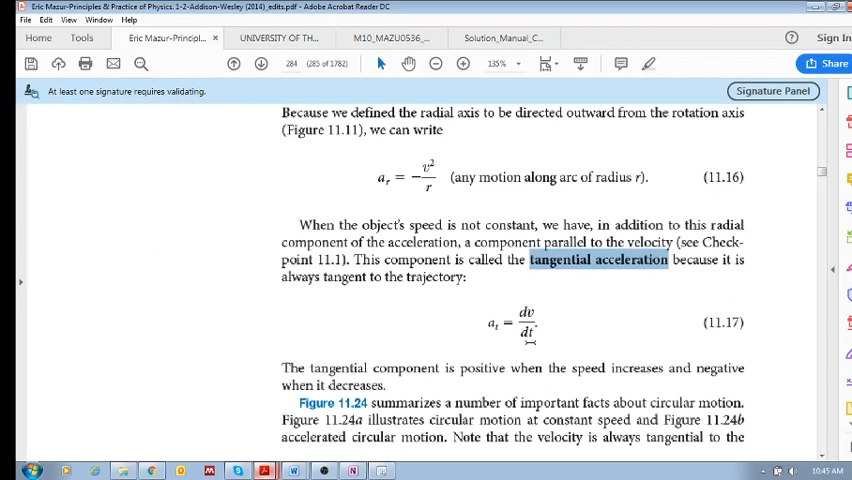 Eric Mazur-Principles & Practice of Physics. 1-2-Addison-Wesley (2014)_edits.pdf - Adobe Acrobat Reader DC
File Edit View Window Help
Home Tools Eric Mazur-Principl... × UNIVERSITY OF TH... M10_MAZU0536_... Solution_Manual_C... Sign In
284 (285 of 1782) 135% Share
At least one signature requires validating. Signature Panel
Because we defined the radial axis to be directed outward from the rotation axis
(Figure 11.11), we can write
a_r = −v²/r (any motion along arc of radius r). (11.16)
When the object's speed is not constant, we have, in addition to this radial
component of the acceleration, a component parallel to the velocity (see Check-
point 11.1). This component is called the tangential acceleration because it is
always tangent to the trajectory:
a_t = dv/dt. (11.17)
The tangential component is positive when the speed increases and negative
when it decreases.
Figure 11.24 summarizes a number of important facts about circular motion.
Figure 11.24a illustrates circular motion at constant speed and Figure 11.24b
accelerated circular motion. Note that the velocity is always tangential to the
10:45 AM